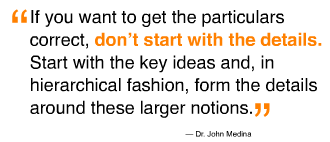 “If you want to get the particulars
correct, don’t start with the details.
Start with the key ideas and, in
hierarchical fashion, form the details
around these larger notions.”
— Dr. John Medina